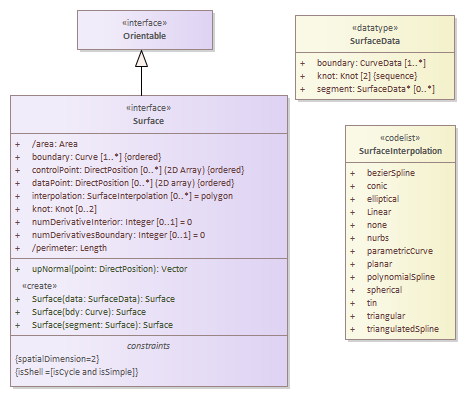 «interface»
Orientable
«interface»
Surface
+ /area: Area
+ boundary: Curve [1..*] {ordered}
+ controlPoint: DirectPosition [0..*] (2D Array) {ordered}
+ dataPoint: DirectPosition [0..*] (2D array) {ordered}
+ interpolation: SurfaceInterpolation [0..*] = polygon
+ knot: Knot [0..2]
+ numDerivativeInterior: Integer [0..1] = 0
+ numDerivativesBoundary: Integer [0..1] = 0
+ /perimeter: Length
+ upNormal(point: DirectPosition): Vector
«create»
+ Surface(data: SurfaceData): Surface
+ Surface(bdy: Curve): Surface
+ Surface(segment: Surface): Surface
constraints
{spatialDimension=2}
{isShell =[isCycle and isSimple]}
«datatype»
SurfaceData
+ boundary: CurveData [1..*]
+ knot: Knot [2] {sequence}
+ segment: SurfaceData* [0..*]
«codelist»
SurfaceInterpolation
+ bezierSpline
+ conic
+ elliptical
+ Linear
+ none
+ nurbs
+ parametricCurve
+ planar
+ polynomialSpline
+ spherical
+ tin
+ triangular
+ triangulatedSpline